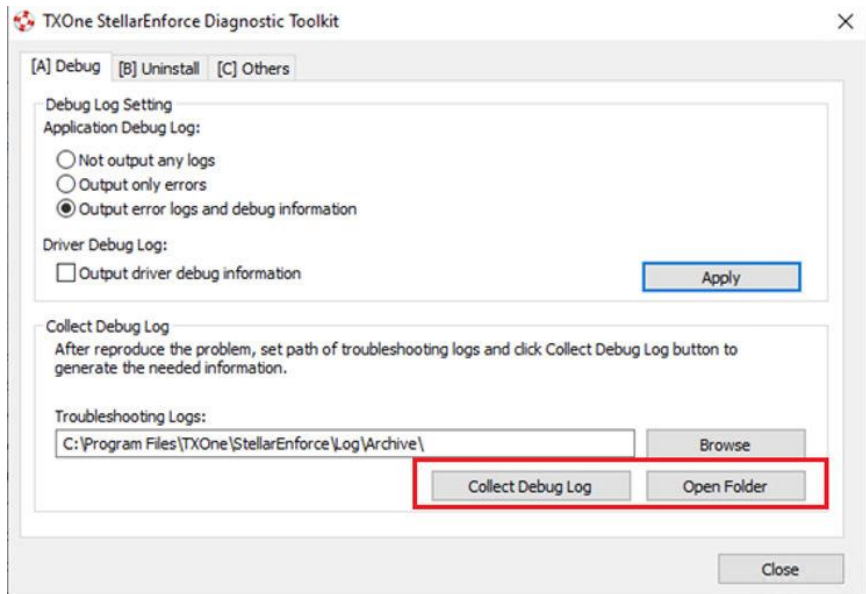 TXOne StellarEnforce Diagnostic Toolkit
[A] Debug [B] Uninstall [C] Others
Debug Log Setting
Application Debug Log:
Not output any logs
Output only errors
Output error logs and debug information
Driver Debug Log:
Output driver debug information
Apply
Collect Debug Log
After reproduce the problem, set path of troubleshooting logs and click Collect Debug Log button to
generate the needed information.
Troubleshooting Logs:
C:\Program Files\TXOne\StellarEnforce\Log\Archive\
Browse
Collect Debug Log Open Folder
Close